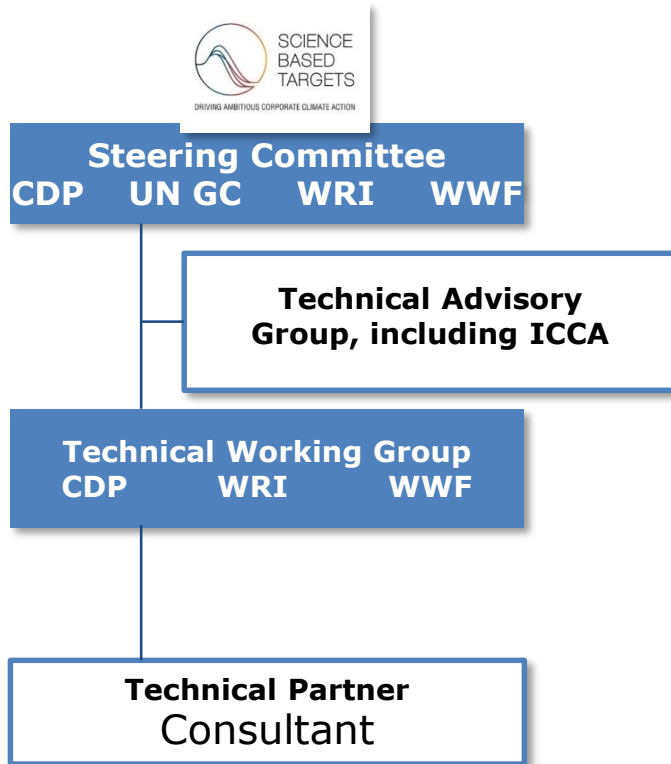 SCIENCE
BASED
TARGETS
DRIVING AMBITIOUS CORPORATE CLIMATE ACTION
Steering Committee
CDP UN GC WRI WWF
Technical Advisory
Group, including ICCA
Technical Working Group
CDP WRI WWF
Technical Partner
Consultant